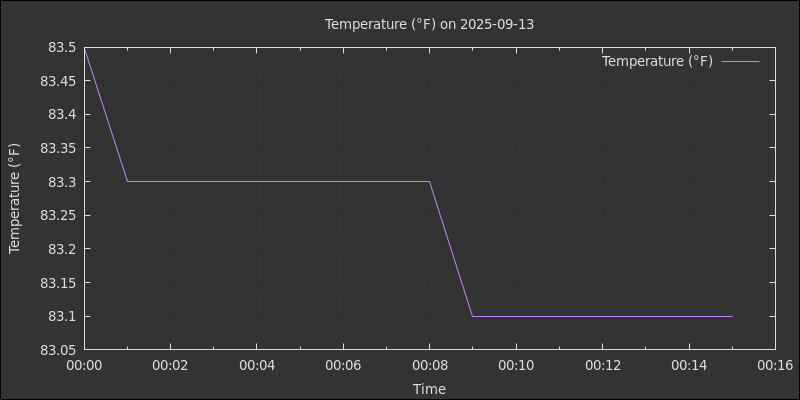 Temperature (°F) on 2025-09-13
Temperature (°F)
Temperature (°F)
83.5
83.45
83.4
83.35
83.3
83.25
83.2
83.15
83.1
83.05
00:00 00:02 00:04 00:06 00:08 00:10 00:12 00:14 00:16
Time